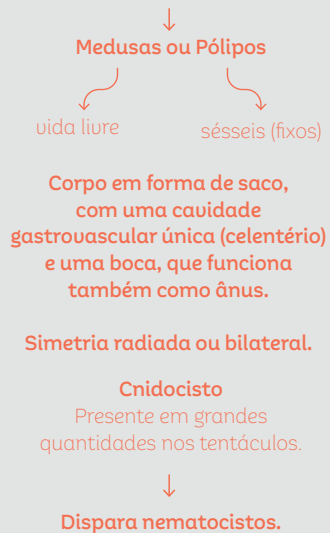 Medusas ou Pólipos
vida livre
sésseis (fixos)
Corpo em forma de saco,
com uma cavidade
gastrovascular única (celentério)
e uma boca, que funciona
também como ânus.
Simetria radiada ou bilateral.
Cnidocisto
Presente em grandes
quantidades nos tentáculos.
Dispara nematocistos.